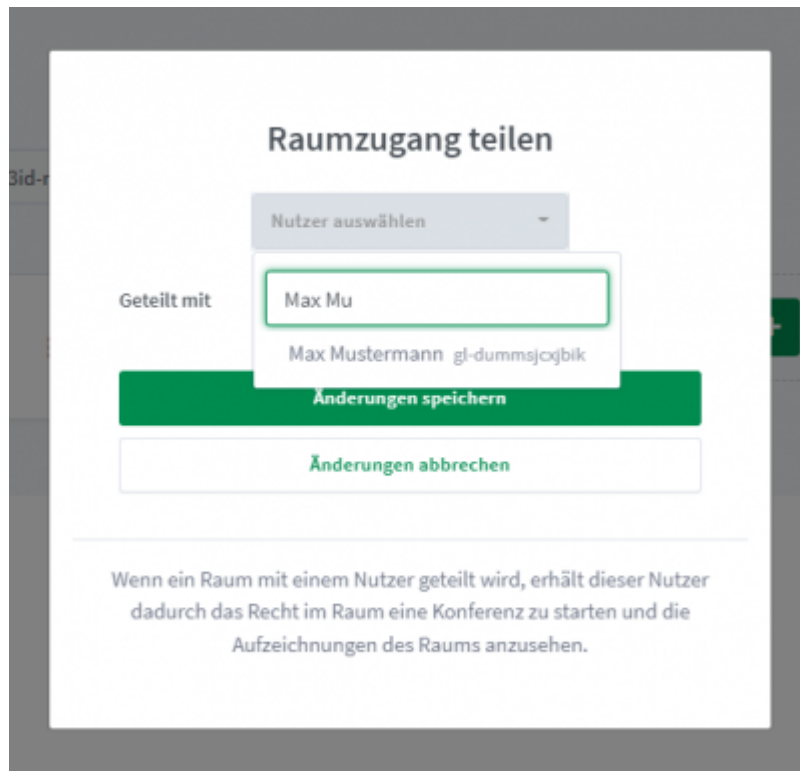 Raumzugang teilen
Nutzer auswählen
Geteilt mit
Max Mu
Max Mustermann gl-dummsjcxjbik
Änderungen speichern
Änderungen abbrechen
Wenn ein Raum mit einem Nutzer geteilt wird, erhält dieser Nutzer
dadurch das Recht im Raum eine Konferenz zu starten und die
Aufzeichnungen des Raums anzusehen.